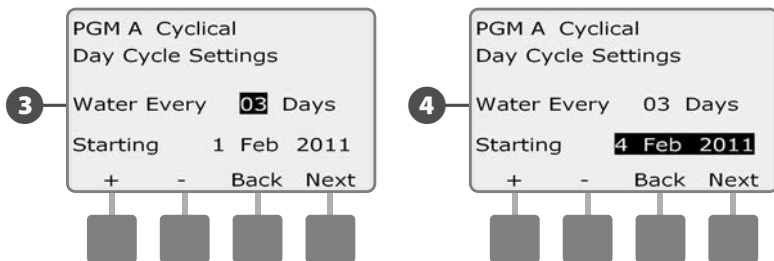 PGM A Cyclical
Day Cycle Settings
3
Water Every 03 Days
Starting 1 Feb 2011
+ - Back Next
PGM A Cyclical
Day Cycle Settings
4
Water Every 03 Days
Starting 4 Feb 2011
+ - Back Next